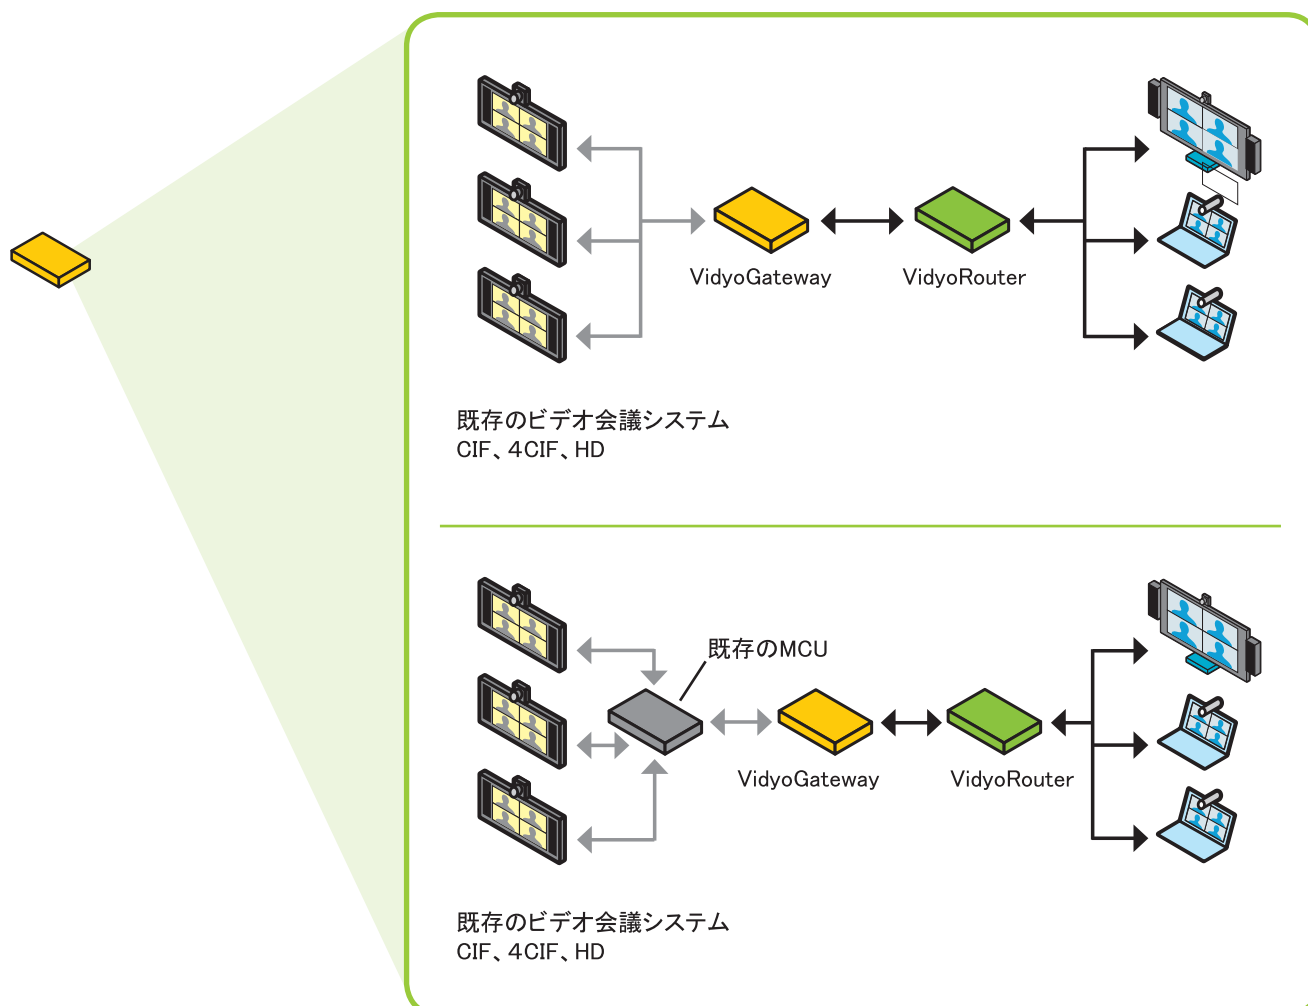 VidyoGateway
VidyoRouter
既存のビデオ会議システム
CIF、4CIF、HD
既存のMCU
VidyoGateway
VidyoRouter
既存のビデオ会議システム
CIF、4CIF、HD